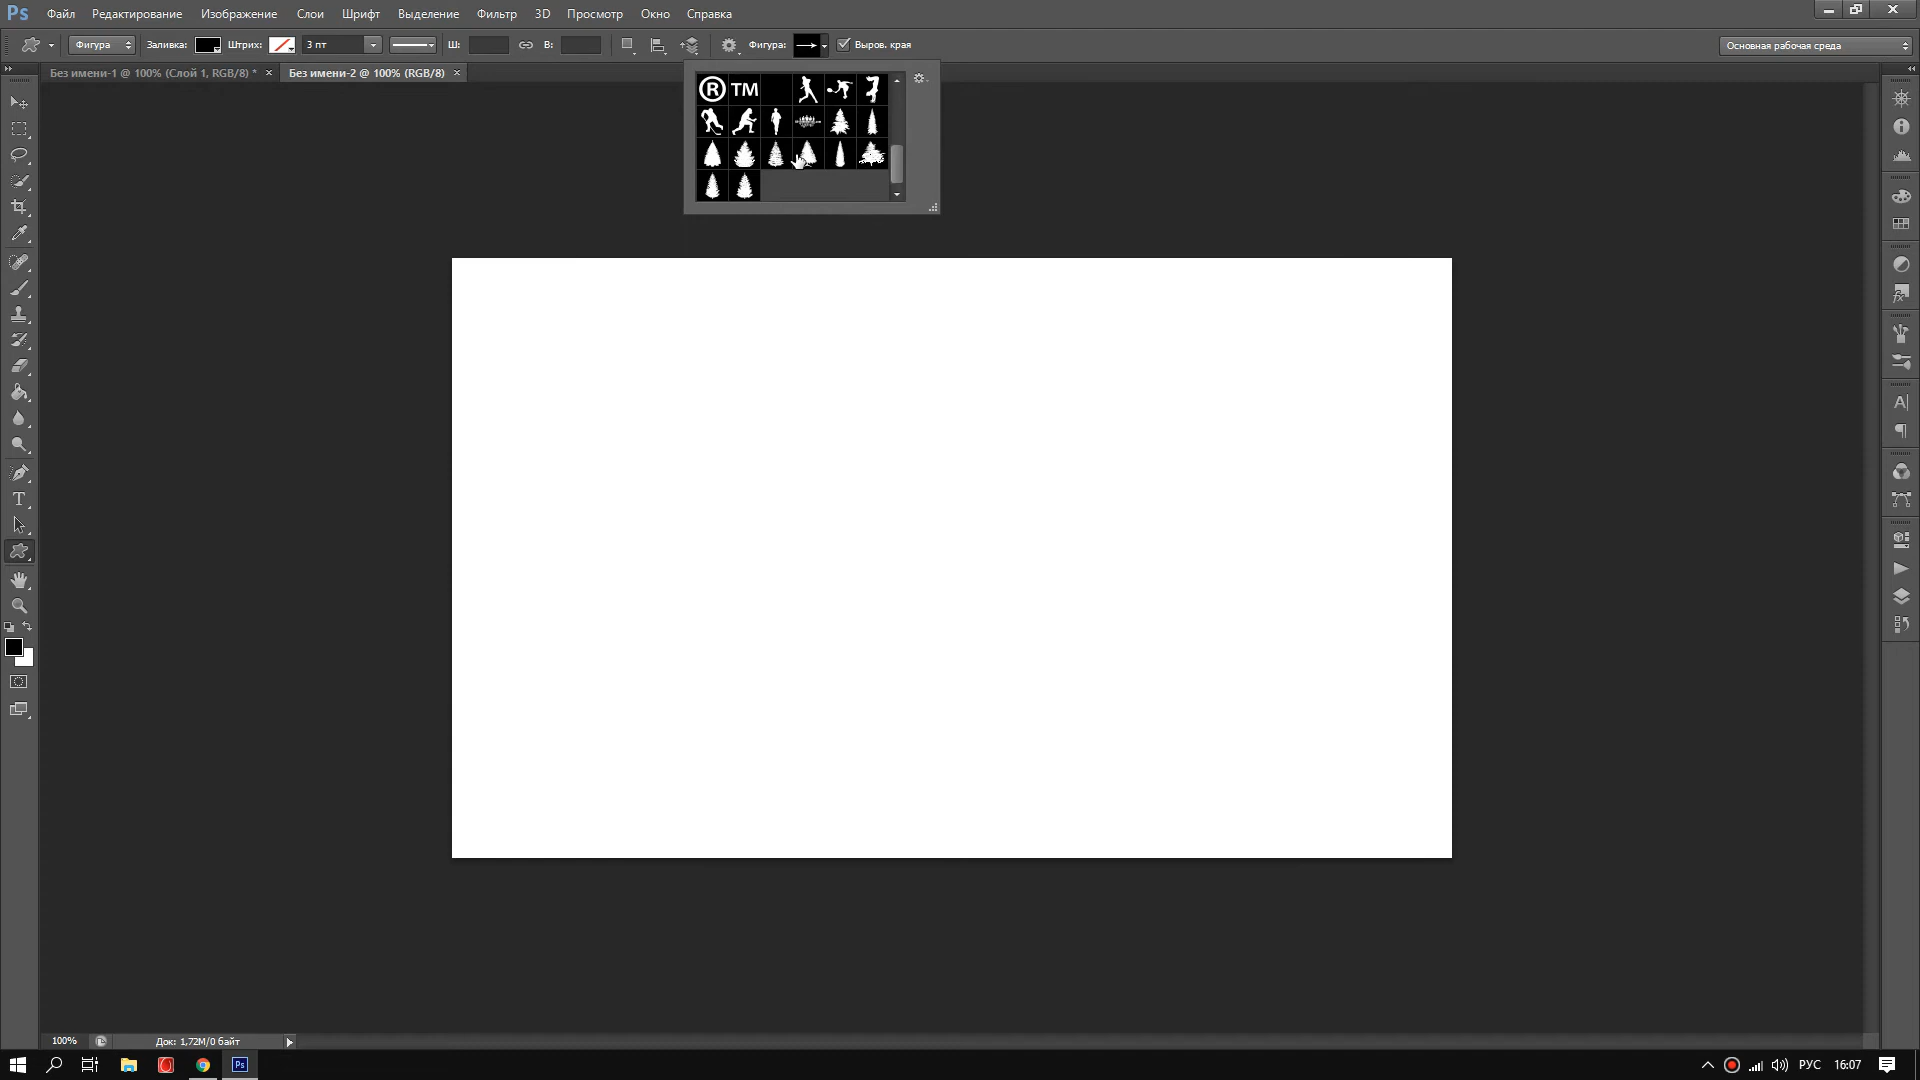 Ps Файл Редактирование Изображение Слои Шрифт Выделение Фильтр 3D Просмотр Окно Справка
Фигура Заливка: Штрих: 3 пт Ш: В: Фигура: Выров. края Основная рабочая среда
Без имени-1 @ 100% (Слой 1, RGB/8) * × Без имени-2 @ 100% (RGB/8) ×
® TM
T
A
100% Док: 1,72M/0 байт
Ps РУС 16:07